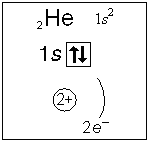 ₂He 1s²
1s
2+
2e⁻